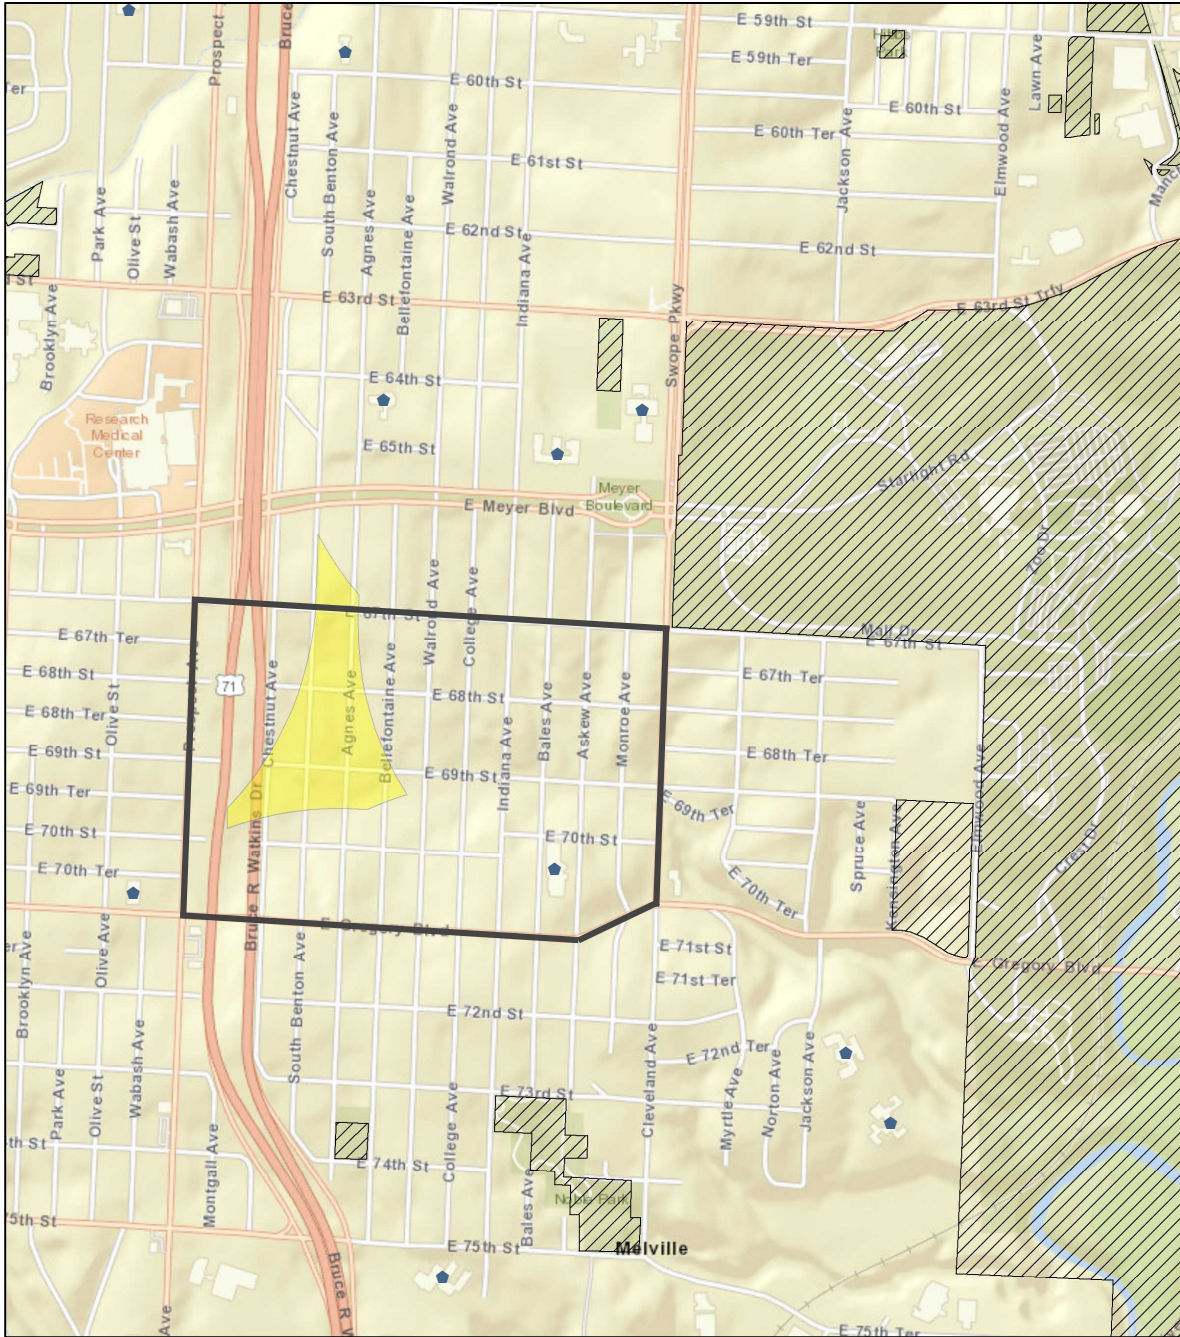 E 59th St
Prospect
Bruce
Hills
Park
E 59th Ter
Lawn Ave
E 60th St
E 60th St
Chestnut Ave
South Benton Ave
Walrond Ave
E 60th Ter
Jackson Ave
Elmwood Ave
E 61st St
Park Ave
Olive St
Wabash Ave
Agnes Ave
Bellefontaine Ave
E 62nd St
Indiana Ave
E 62nd St
E 63rd St
E 63rd St Trfy
Brooklyn Ave
Swope Pkwy
E 64th St
Research
Medical
Center
E 65th St
Starlight Rd
Meyer
Boulevard
E Meyer Blvd
Zoo Dr
67th St
Walrond Ave
College Ave
Mall Dr
E 67th St
E 67th Ter
E 68th St
71
Prospect Ave
Chestnut Ave
Agnes Ave
Bellefontaine Ave
E 68th St
Indiana Ave
Bales Ave
Askew Ave
Monroe Ave
E 67th Ter
E 68th Ter
Olive St
E 68th Ter
E 69th St
E 69th Ter
E 69th St
E 69th Ter
Elmwood Ave
E 70th St
Bruce R Watkins Dr
E 70th St
Spruce Ave
Kensington Ave
Crest Dr
E 70th Ter
E 70th Ter
E Gregory Blvd
Brooklyn Ave
Olive Ave
E 71st St
E Gregory Blvd
E 71st Ter
South Benton Ave
E 72nd St
Wabash Ave
Cleveland Ave
E 72nd Ter
Park Ave
Olive St
Myrtle Ave
Norton Ave
Jackson Ave
E 73rd St
College Ave
Montgall Ave
E 74th St
Bales Ave
Noble Park
E 75th St
Melville
Bruce R
Ave
E 75th Ter